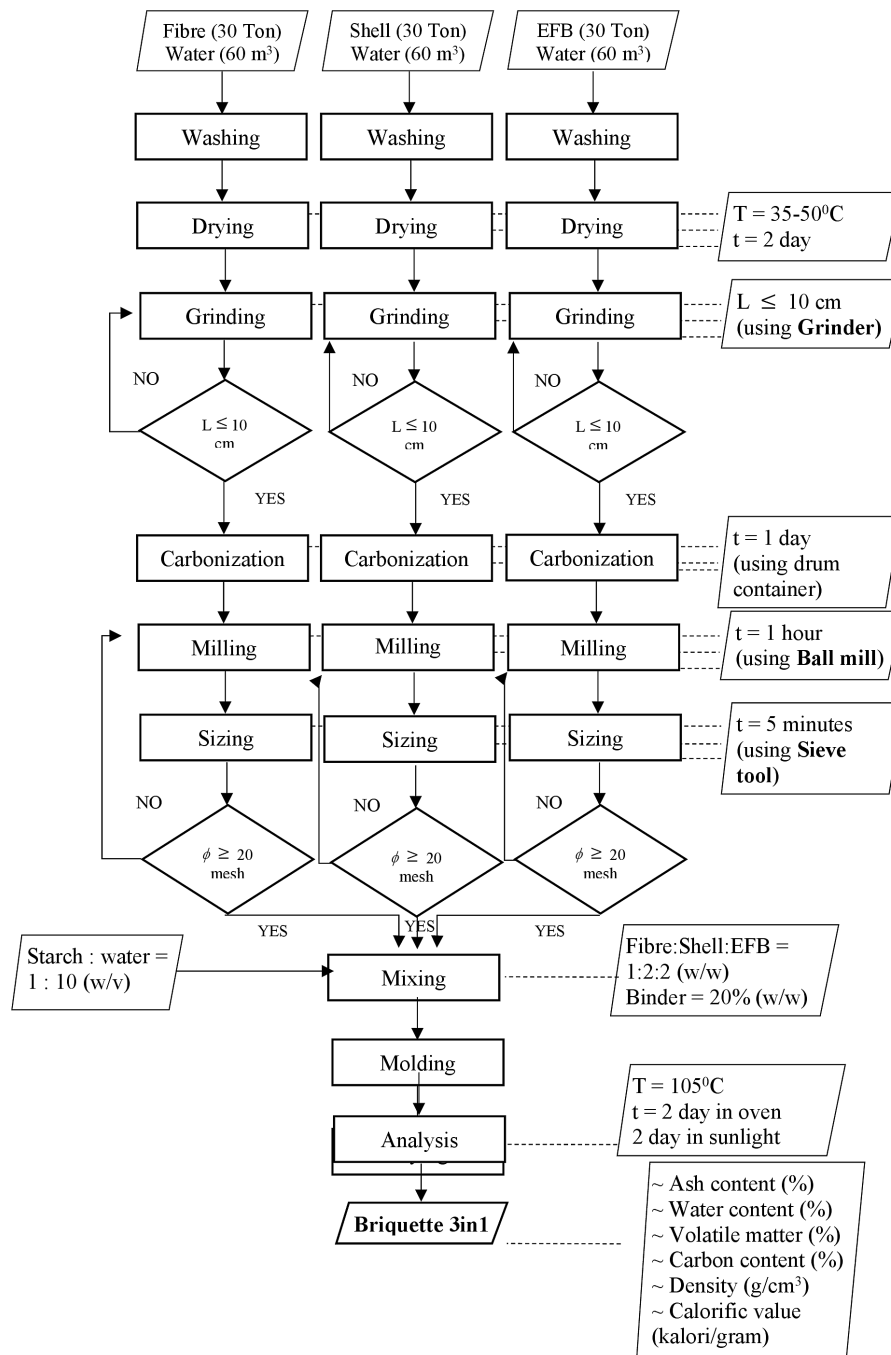 Fibre (30 Ton)
Water (60 m³)
Shell (30 Ton)
Water (60 m³)
EFB (30 Ton)
Water (60 m³)
Washing
Washing
Washing
Drying
Drying
Drying
T = 35-50⁰C
t = 2 day
Grinding
Grinding
Grinding
L ≤ 10 cm
(using Grinder)
NO
NO
NO
L ≤ 10
cm
L ≤ 10
cm
L ≤ 10
cm
YES
YES
YES
Carbonization
Carbonization
Carbonization
t = 1 day
(using drum
container)
Milling
Milling
Milling
t = 1 hour
(using Ball mill)
Sizing
Sizing
Sizing
t = 5 minutes
(using Sieve
tool)
NO
NO
NO
ϕ ≥ 20
mesh
ϕ ≥ 20
mesh
ϕ ≥ 20
mesh
YES
YES
YES
Starch : water =
1 : 10 (w/v)
Mixing
Fibre:Shell:EFB =
1:2:2 (w/w)
Binder = 20% (w/w)
Molding
T = 105⁰C
t = 2 day in oven
2 day in sunlight
Analysis
Briquette 3in1
~ Ash content (%)
~ Water content (%)
~ Volatile matter (%)
~ Carbon content (%)
~ Density (g/cm³)
~ Calorific value
(kalori/gram)